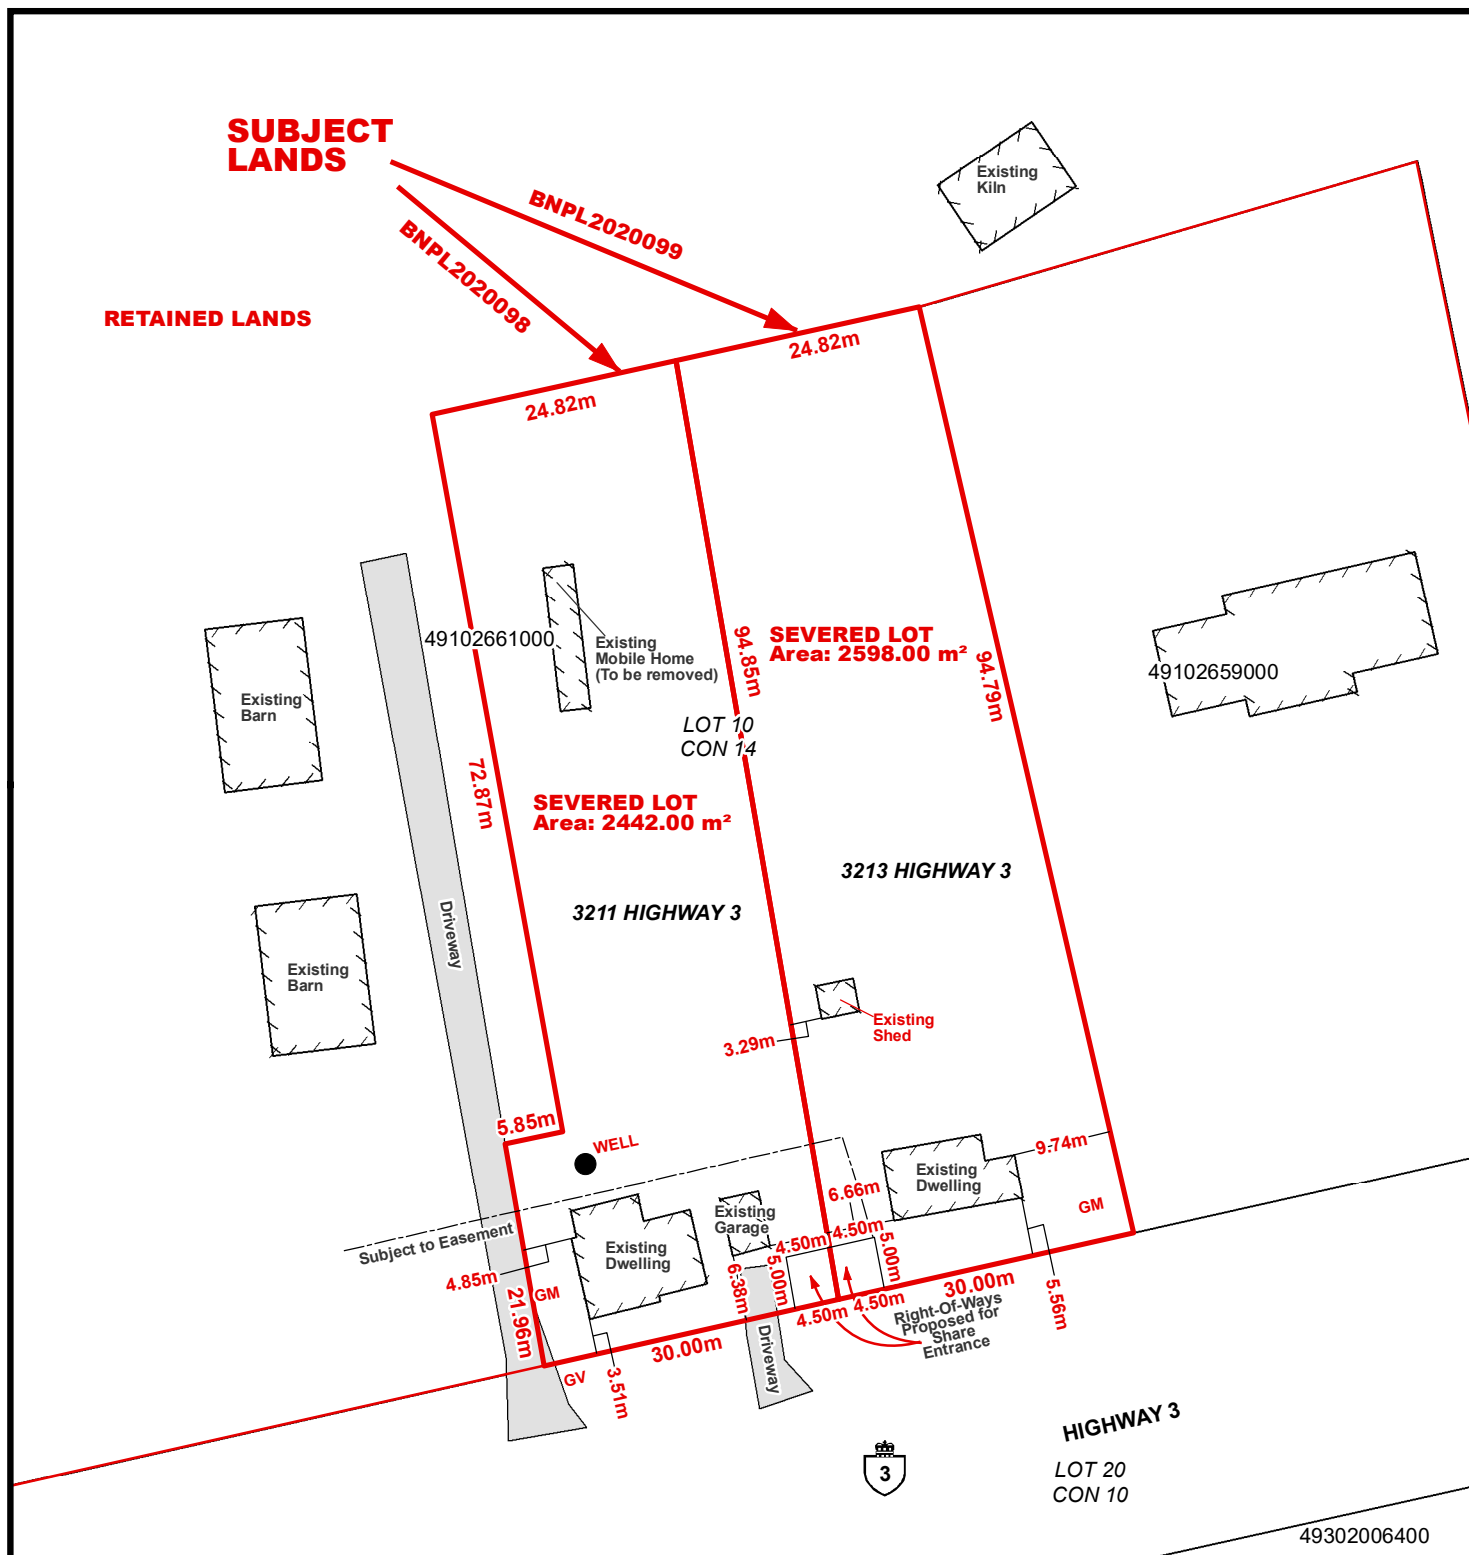 SUBJECT
LANDS
BNPL2020099
BNPL2020098
RETAINED LANDS
Existing
Kiln
24.82m
24.82m
49102661000
Existing
Mobile Home
(To be removed)
94.85m
SEVERED LOT
Area: 2598.00 m²
94.79m
49102659000
Existing
Barn
LOT 10
CON 14
72.87m
SEVERED LOT
Area: 2442.00 m²
3213 HIGHWAY 3
3211 HIGHWAY 3
Driveway
Existing
Barn
Existing
Shed
3.29m
5.85m
WELL
9.74m
Existing
Dwelling
6.66m
GM
Subject to Easement
Existing
Garage
4.50m
4.50m
5.00m
5.00m
6.38m
Existing
Dwelling
4.85m
GM
21.96m
30.00m
4.50m
4.50m
5.56m
Right-Of-Ways
Proposed for
Share
Entrance
30.00m
Driveway
GV
3.51m
HIGHWAY 3
3
LOT 20
CON 10
49302006400